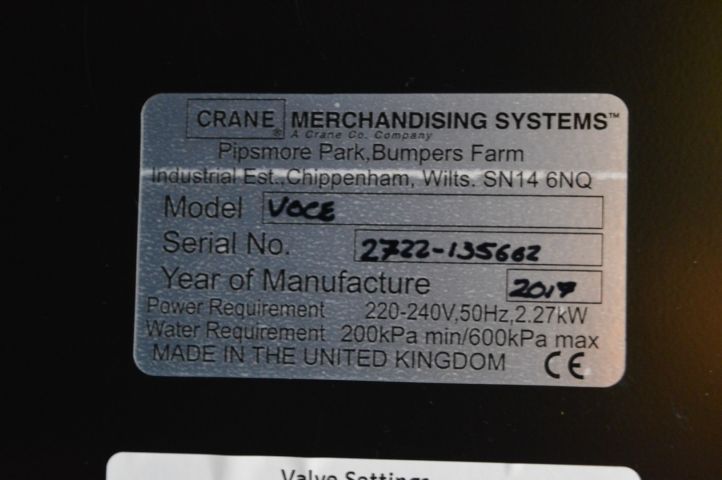 CRANE® MERCHANDISING SYSTEMS™
A Crane Co. Company
Pipsmore Park,Bumpers Farm
Industrial Est.,Chippenham, Wilts. SN14 6NQ
Model VOCE
Serial No. 2722-135662
Year of Manufacture 2017
Power Requirement 220-240V,50Hz,2.27kW
Water Requirement 200kPa min/600kPa max
MADE IN THE UNITED KINGDOM CE
Valve Settings